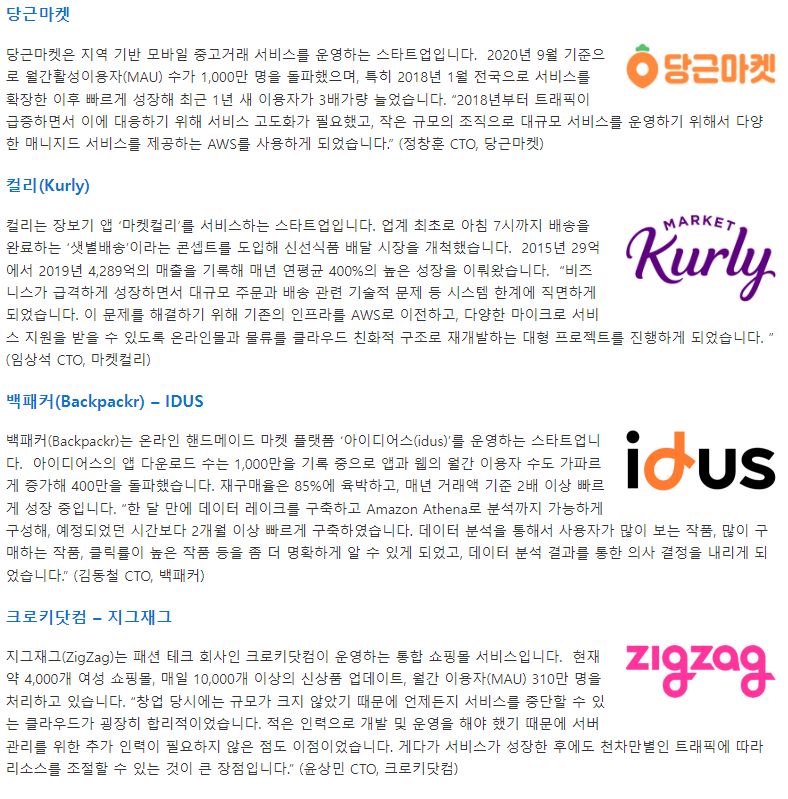 당근마켓
당근마켓은 지역 기반 모바일 중고거래 서비스를 운영하는 스타트업입니다.  2020년 9월 기준으
로 월간활성이용자(MAU) 수가 1,000만 명을 돌파했으며, 특히 2018년 1월 전국으로 서비스를
확장한 이후 빠르게 성장해 최근 1년 새 이용자가 3배가량 늘었습니다. “2018년부터 트래픽이
급증하면서 이에 대응하기 위해 서비스 고도화가 필요했고, 작은 규모의 조직으로 대규모 서비스를 운영하기 위해서 다양
한 매니지드 서비스를 제공하는 AWS를 사용하게 되었습니다.” (정창훈 CTO, 당근마켓)
당근마켓
컬리(Kurly)
컬리는 장보기 앱 ‘마켓컬리’를 서비스하는 스타트업입니다. 업계 최초로 아침 7시까지 배송을
완료하는 ‘샛별배송’이라는 콘셉트를 도입해 신선식품 배달 시장을 개척했습니다.  2015년 29억
에서 2019년 4,289억의 매출을 기록해 매년 연평균 400%의 높은 성장을 이뤄왔습니다.  “비즈
니스가 급격하게 성장하면서 대규모 주문과 배송 관련 기술적 문제 등 시스템 한계에 직면하게
되었습니다. 이 문제를 해결하기 위해 기존의 인프라를 AWS로 이전하고, 다양한 마이크로 서비
스 지원을 받을 수 있도록 온라인몰과 물류를 클라우드 친화적 구조로 재개발하는 대형 프로젝트를 진행하게 되었습니다. ”
(임상석 CTO, 마켓컬리)
MARKET
Kurly
백패커(Backpackr) – IDUS
백패커(Backpackr)는 온라인 핸드메이드 마켓 플랫폼 ‘아이디어스(idus)’를 운영하는 스타트업니
다.  아이디어스의 앱 다운로드 수는 1,000만을 기록 중으로 앱과 웹의 월간 이용자 수도 가파르
게 증가해 400만을 돌파했습니다. 재구매율은 85%에 육박하고, 매년 거래액 기준 2배 이상 빠르
게 성장 중입니다. “한 달 만에 데이터 레이크를 구축하고 Amazon Athena로 분석까지 가능하게
구성해, 예정되었던 시간보다 2개월 이상 빠르게 구축하였습니다. 데이터 분석을 통해서 사용자가 많이 보는 작품, 많이 구
매하는 작품, 클릭률이 높은 작품 등을 좀 더 명확하게 알 수 있게 되었고, 데이터 분석 결과를 통한 의사 결정을 내리게 되
었습니다.” (김동철 CTO, 백패커)
idus
크로키닷컴 – 지그재그
지그재그(ZigZag)는 패션 테크 회사인 크로키닷컴이 운영하는 통합 쇼핑몰 서비스입니다.  현재
약 4,000개 여성 쇼핑몰, 매일 10,000개 이상의 신상품 업데이트, 월간 이용자(MAU) 310만 명을
처리하고 있습니다. “창업 당시에는 규모가 크지 않았기 때문에 언제든지 서비스를 중단할 수 있
는 클라우드가 굉장히 합리적이었습니다. 적은 인력으로 개발 및 운영을 해야 했기 때문에 서버
관리를 위한 추가 인력이 필요하지 않은 점도 이점이었습니다. 게다가 서비스가 성장한 후에도 천차만별인 트래픽에 따라
리소스를 조절할 수 있는 것이 큰 장점입니다.” (윤상민 CTO, 크로키닷컴)
zigzag